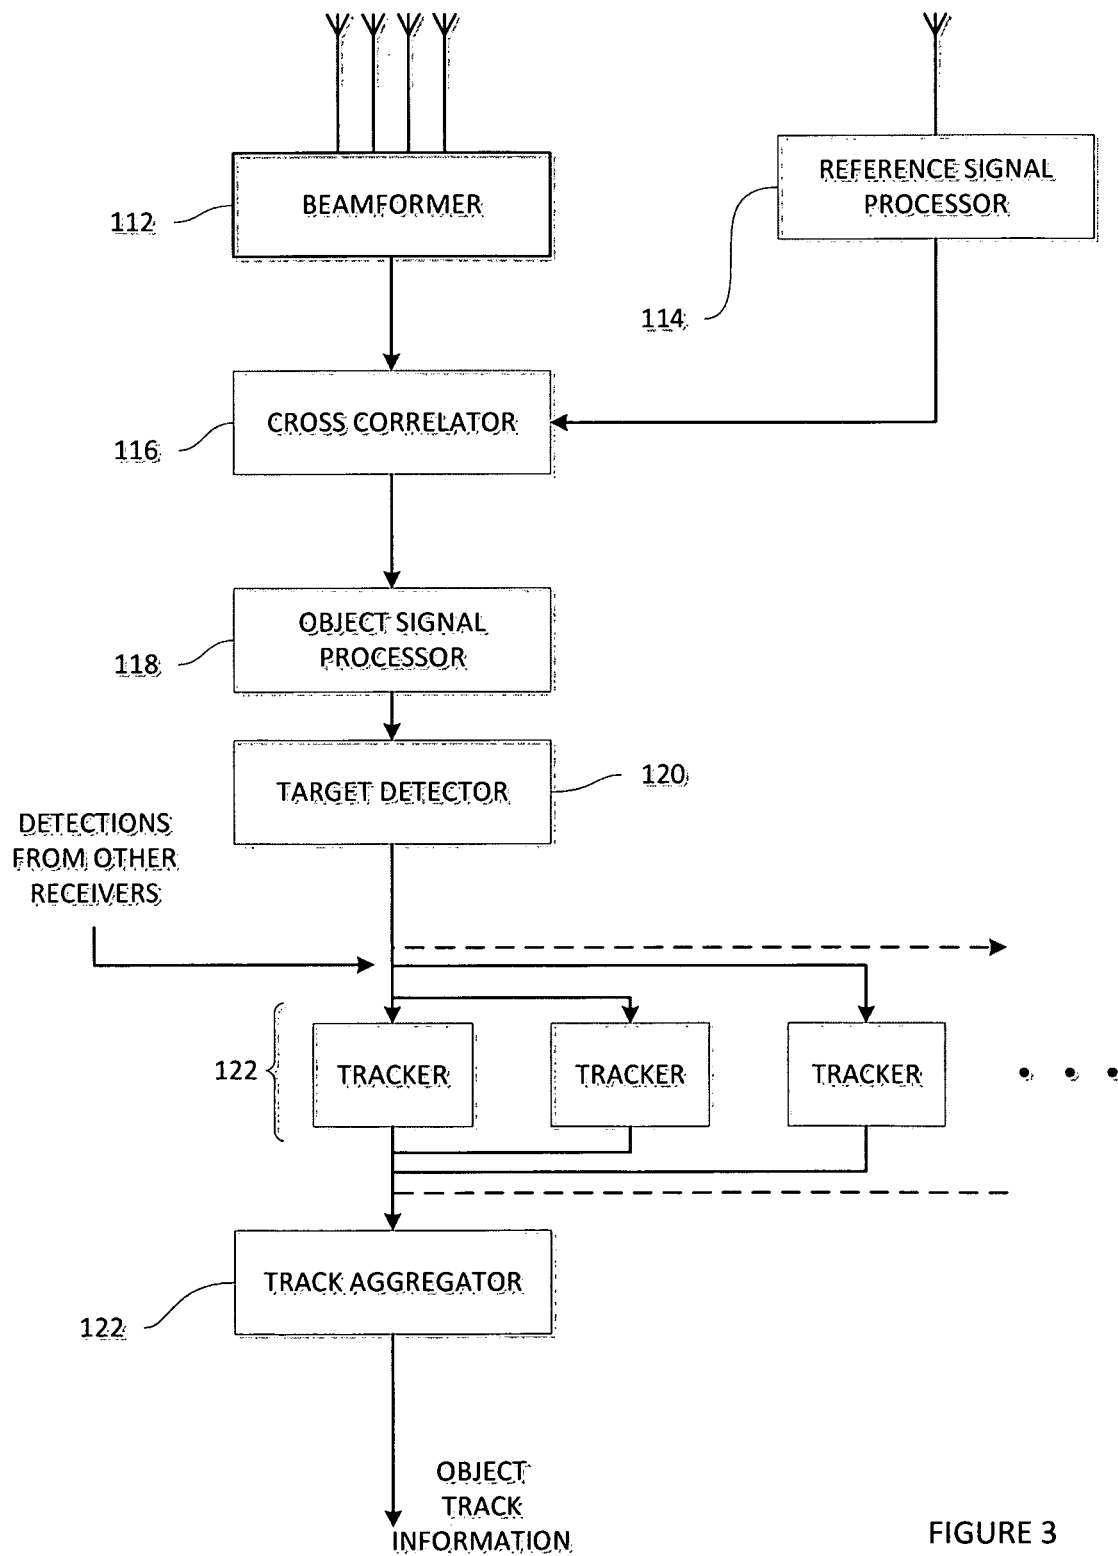 REFERENCE SIGNAL
PROCESSOR
BEAMFORMER
112
114
CROSS CORRELATOR
116
OBJECT SIGNAL
PROCESSOR
118
TARGET DETECTOR
120
DETECTIONS
FROM OTHER
RECEIVERS
122
TRACKER
TRACKER
TRACKER
TRACK AGGREGATOR
122
OBJECT
TRACK
INFORMATION
FIGURE 3